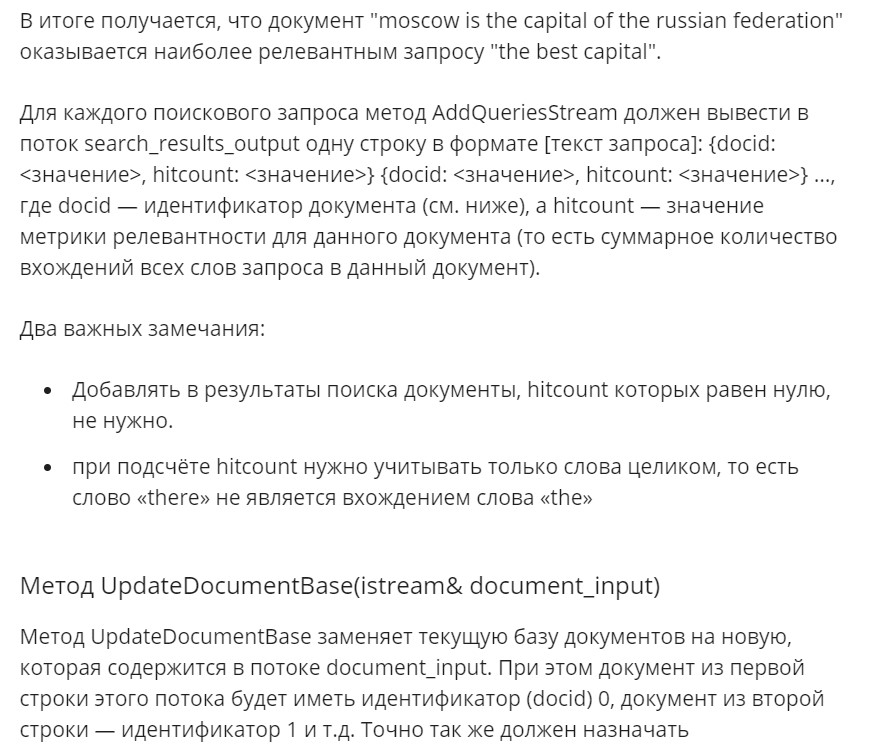 В итоге получается, что документ "moscow is the capital of the russian federation"
оказывается наиболее релевантным запросу "the best capital".
Для каждого поискового запроса метод AddQueriesStream должен вывести в
поток search_results_output одну строку в формате [текст запроса]: {docid:
<значение>, hitcount: <значение>} {docid: <значение>, hitcount: <значение>} ...,
где docid — идентификатор документа (см. ниже), а hitcount — значение
метрики релевантности для данного документа (то есть суммарное количество
вхождений всех слов запроса в данный документ).
Два важных замечания:
• Добавлять в результаты поиска документы, hitcount которых равен нулю,
не нужно.
• при подсчёте hitcount нужно учитывать только слова целиком, то есть
слово «there» не является вхождением слова «the»
Метод UpdateDocumentBase(istream& document_input)
Метод UpdateDocumentBase заменяет текущую базу документов на новую,
которая содержится в потоке document_input. При этом документ из первой
строки этого потока будет иметь идентификатор (docid) 0, документ из второй
строки — идентификатор 1 и т.д. Точно так же должен назначать